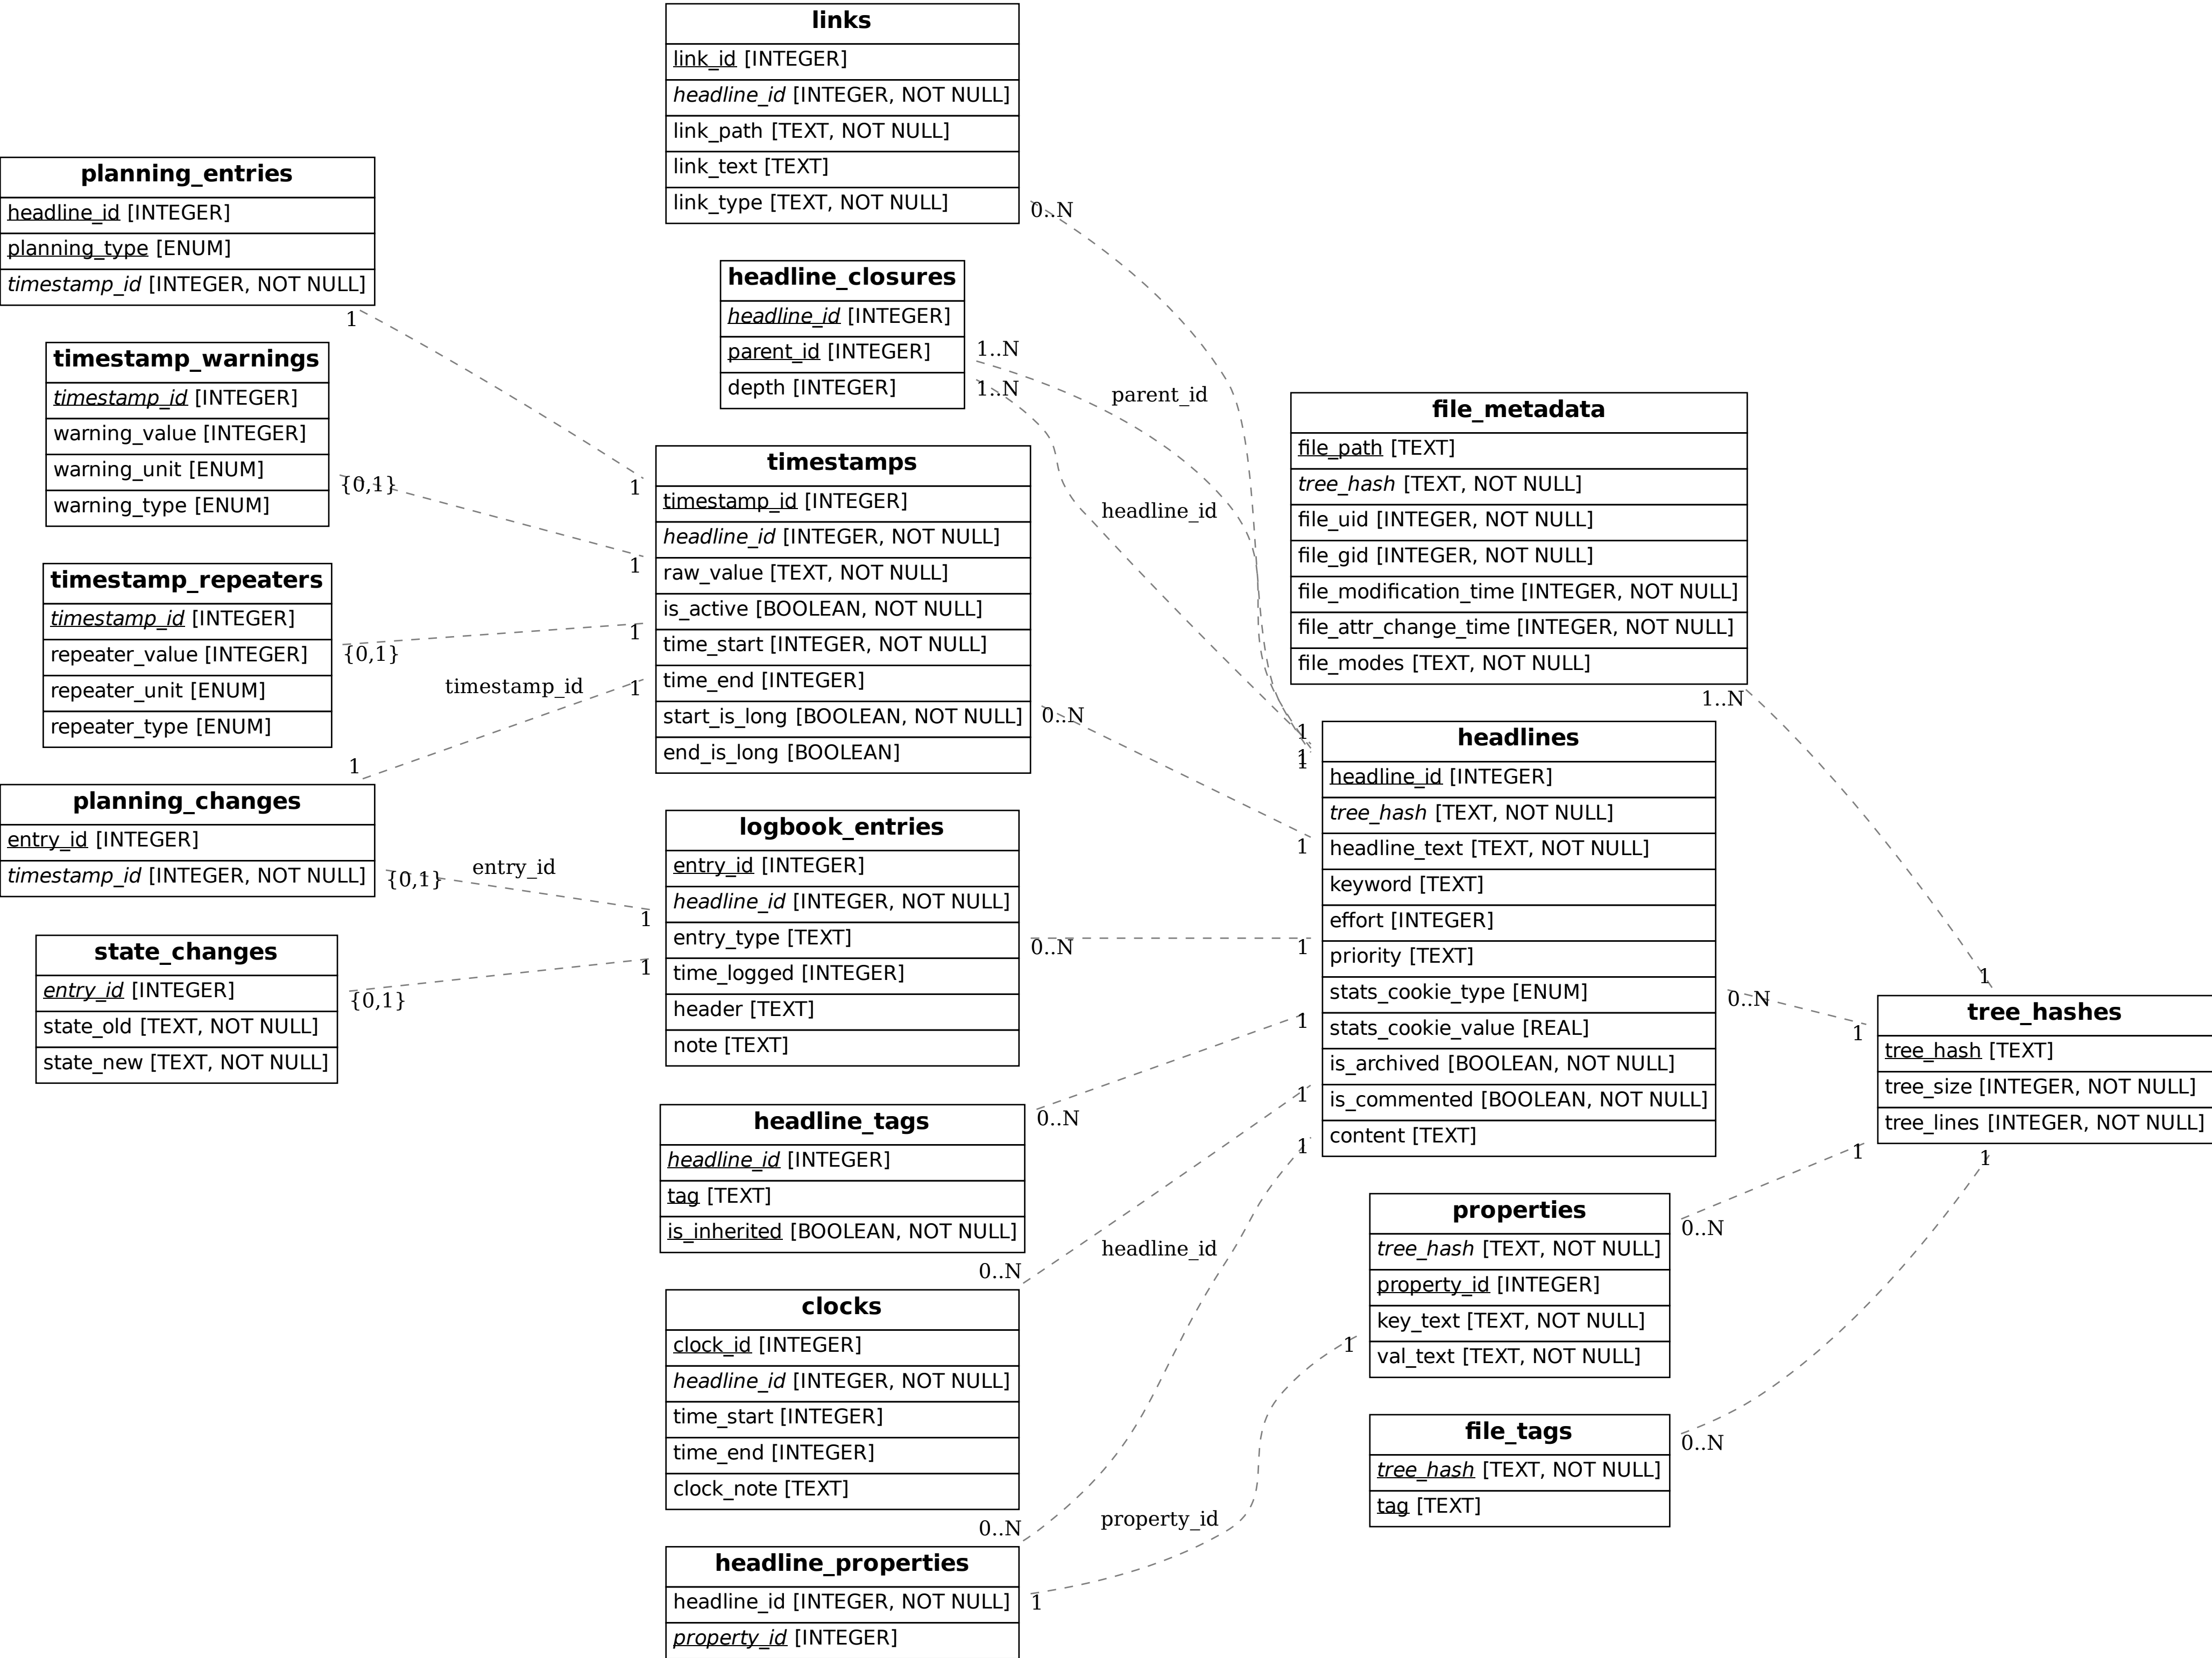 links
link_id [INTEGER]
headline_id [INTEGER, NOT NULL]
link_path [TEXT, NOT NULL]
link_text [TEXT]
link_type [TEXT, NOT NULL]
0..N
planning_entries
headline_id [INTEGER]
planning_type [ENUM]
timestamp_id [INTEGER, NOT NULL]
1
1
headline_closures
headline_id [INTEGER]
parent_id [INTEGER]
depth [INTEGER]
1..N
1..N
parent_id
headline_id
timestamp_warnings
timestamp_id [INTEGER]
warning_value [INTEGER]
warning_unit [ENUM]
warning_type [ENUM]
{0,1}
1
timestamps
timestamp_id [INTEGER]
headline_id [INTEGER, NOT NULL]
raw_value [TEXT, NOT NULL]
is_active [BOOLEAN, NOT NULL]
time_start [INTEGER, NOT NULL]
time_end [INTEGER]
start_is_long [BOOLEAN, NOT NULL]
end_is_long [BOOLEAN]
0..N
1
file_metadata
file_path [TEXT]
tree_hash [TEXT, NOT NULL]
file_uid [INTEGER, NOT NULL]
file_gid [INTEGER, NOT NULL]
file_modification_time [INTEGER, NOT NULL]
file_attr_change_time [INTEGER, NOT NULL]
file_modes [TEXT, NOT NULL]
1..N
1
timestamp_repeaters
timestamp_id [INTEGER]
repeater_value [INTEGER]
repeater_unit [ENUM]
repeater_type [ENUM]
{0,1}
1
timestamp_id
1
1
planning_changes
entry_id [INTEGER]
timestamp_id [INTEGER, NOT NULL]
{0,1}
entry_id
1
headlines
headline_id [INTEGER]
tree_hash [TEXT, NOT NULL]
headline_text [TEXT, NOT NULL]
keyword [TEXT]
effort [INTEGER]
priority [TEXT]
stats_cookie_type [ENUM]
stats_cookie_value [REAL]
is_archived [BOOLEAN, NOT NULL]
is_commented [BOOLEAN, NOT NULL]
content [TEXT]
1
1
1
0..N
1
logbook_entries
entry_id [INTEGER]
headline_id [INTEGER, NOT NULL]
entry_type [TEXT]
time_logged [INTEGER]
header [TEXT]
note [TEXT]
0..N
1
state_changes
entry_id [INTEGER]
state_old [TEXT, NOT NULL]
state_new [TEXT, NOT NULL]
{0,1}
1
tree_hashes
tree_hash [TEXT]
tree_size [INTEGER, NOT NULL]
tree_lines [INTEGER, NOT NULL]
1
1
headline_tags
headline_id [INTEGER]
tag [TEXT]
is_inherited [BOOLEAN, NOT NULL]
0..N
1
properties
tree_hash [TEXT, NOT NULL]
property_id [INTEGER]
key_text [TEXT, NOT NULL]
val_text [TEXT, NOT NULL]
0..N
1
clocks
clock_id [INTEGER]
headline_id [INTEGER, NOT NULL]
time_start [INTEGER]
time_end [INTEGER]
clock_note [TEXT]
0..N
1
headline_id
file_tags
tree_hash [TEXT, NOT NULL]
tag [TEXT]
0..N
property_id
headline_properties
headline_id [INTEGER, NOT NULL]
property_id [INTEGER]
0..N
1
1